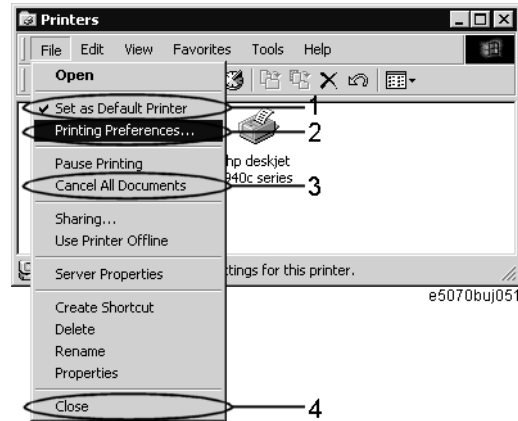 Printers
File Edit View Favorites Tools Help
Open
Set as Default Printer
1
Printing Preferences...
2
hp deskjet
940c series
Pause Printing
Cancel All Documents
3
Sharing...
Use Printer Offline
Server Properties
tings for this printer.
e5070buj051
Create Shortcut
Delete
Rename
Properties
Close
4